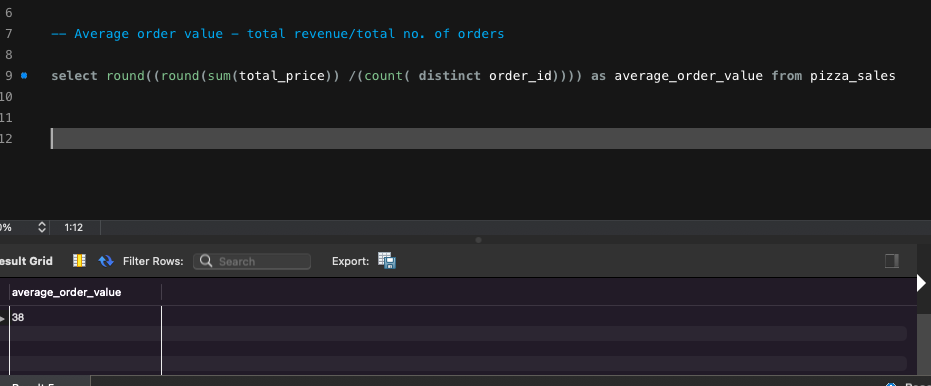 6
7 -- Average order value - total revenue/total no. of orders
8
9 select round((round(sum(total_price)) /(count( distinct order_id)))) as average_order_value from pizza_sales
10
11
12
0% 1:12
esult Grid Filter Rows: Search Export:
average_order_value
38